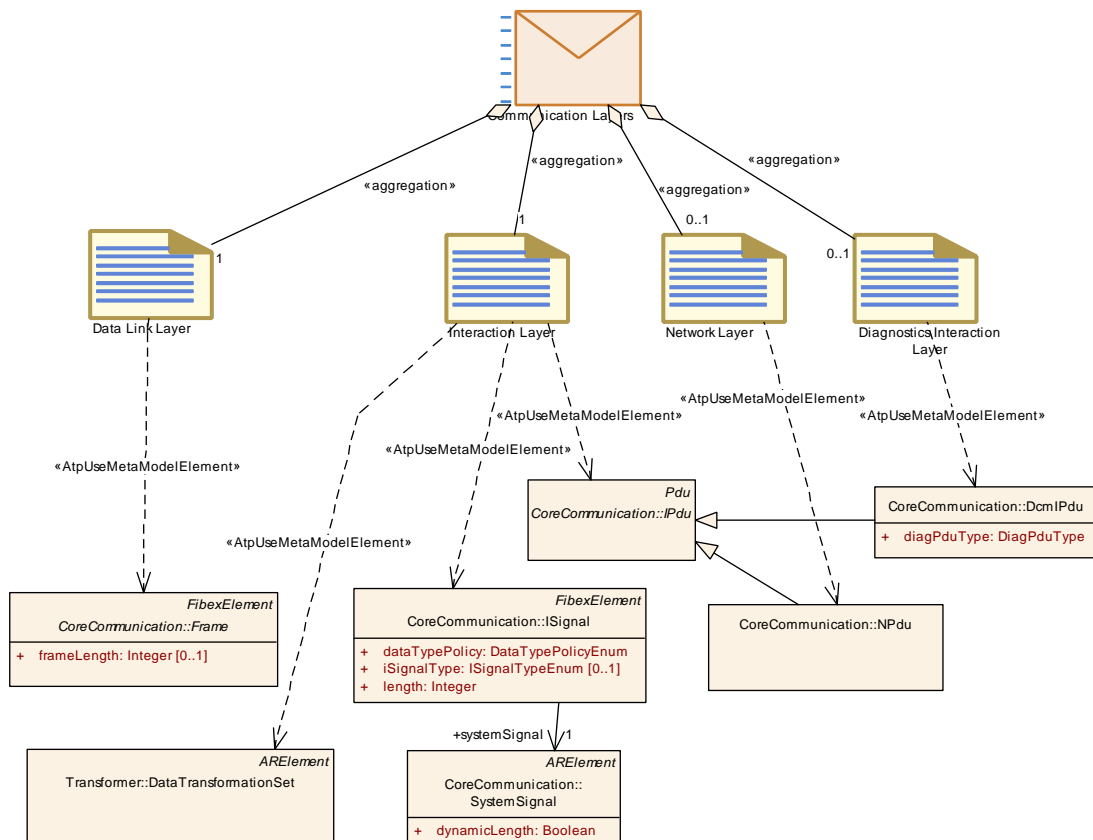 Communication Layers
«aggregation»
«aggregation»
«aggregation»
«aggregation»
1
1
0..1
0..1
Data Link Layer
Interaction Layer
Network Layer
Diagnostics Interaction
Layer
«AtpUseMetaModelElement»
«AtpUseMetaModelElement»
«AtpUseMetaModelElement»
«AtpUseMetaModelElement»
«AtpUseMetaModelElement»
«AtpUseMetaModelElement»
Pdu
CoreCommunication::IPdu
CoreCommunication::DcmIPdu
+ diagPduType: DiagPduType
FibexElement
CoreCommunication::Frame
+ frameLength: Integer [0..1]
FibexElement
CoreCommunication::ISignal
+ dataTypePolicy: DataTypePolicyEnum
+ iSignalType: ISignalTypeEnum [0..1]
+ length: Integer
CoreCommunication::NPdu
+systemSignal
1
ARElement
Transformer::DataTransformationSet
ARElement
CoreCommunication::
SystemSignal
+ dynamicLength: Boolean